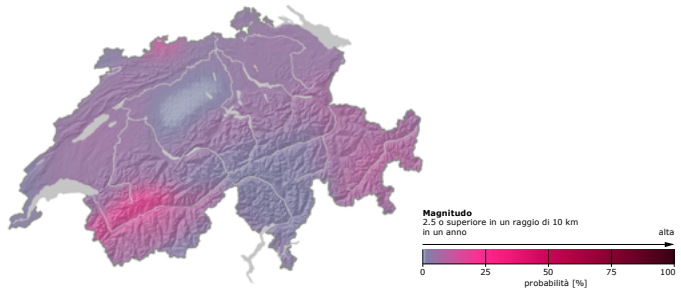 Magnitudo
2.5 o superiore in un raggio di 10 km
in un anno alta
0 25 50 75 100
probabilità [%]